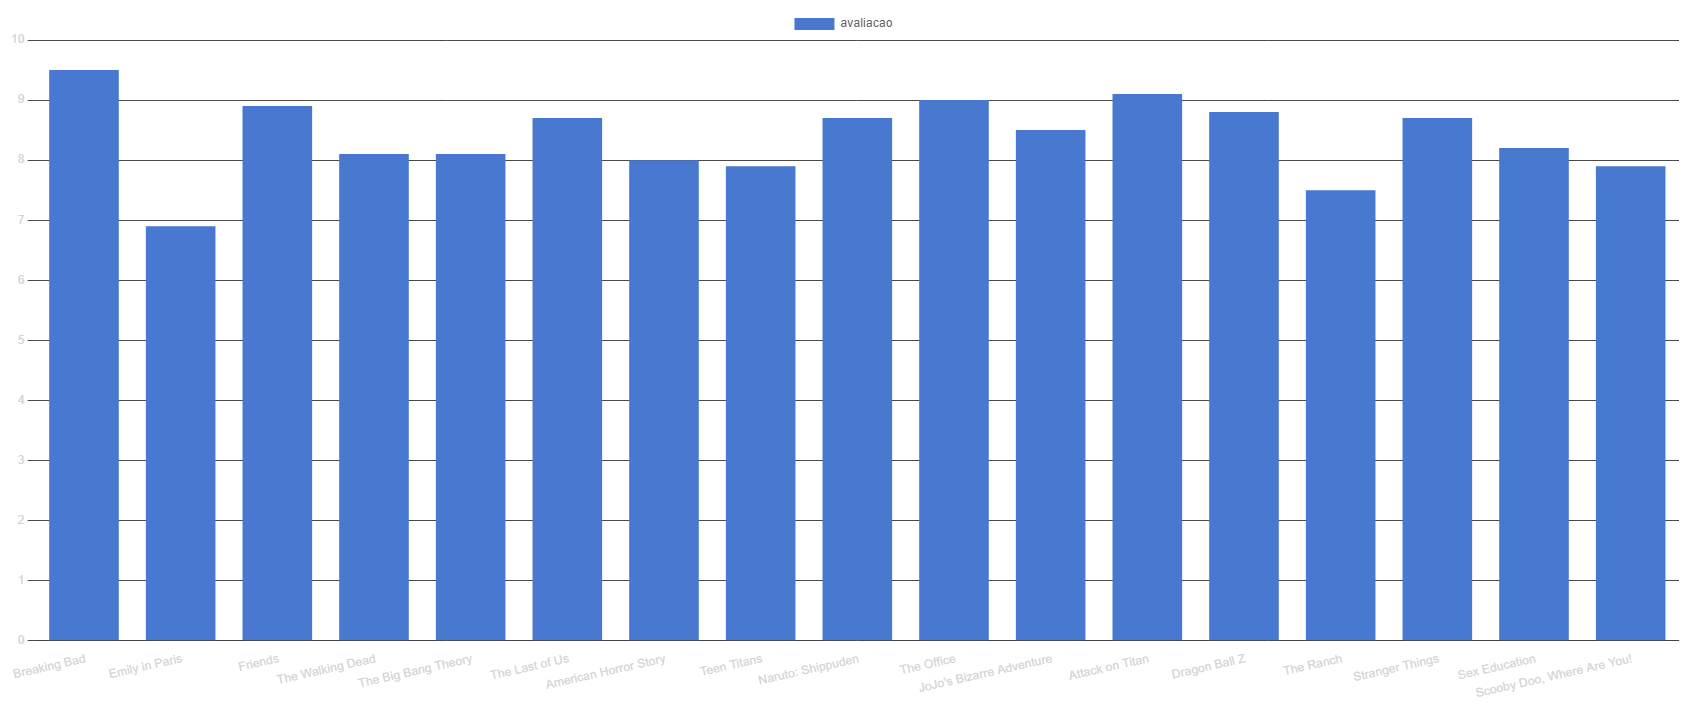 avaliacao
10
9
8
7
6
5
4
3
2
1
0
Breaking Bad
Emily in Paris
Friends
The Walking Dead
The Big Bang Theory
The Last of Us
American Horror Story
Teen Titans
Naruto: Shippuden
The Office
JoJo's Bizarre Adventure
Attack on Titan
Dragon Ball Z
The Ranch
Stranger Things
Sex Education
Scooby Doo, Where Are You!